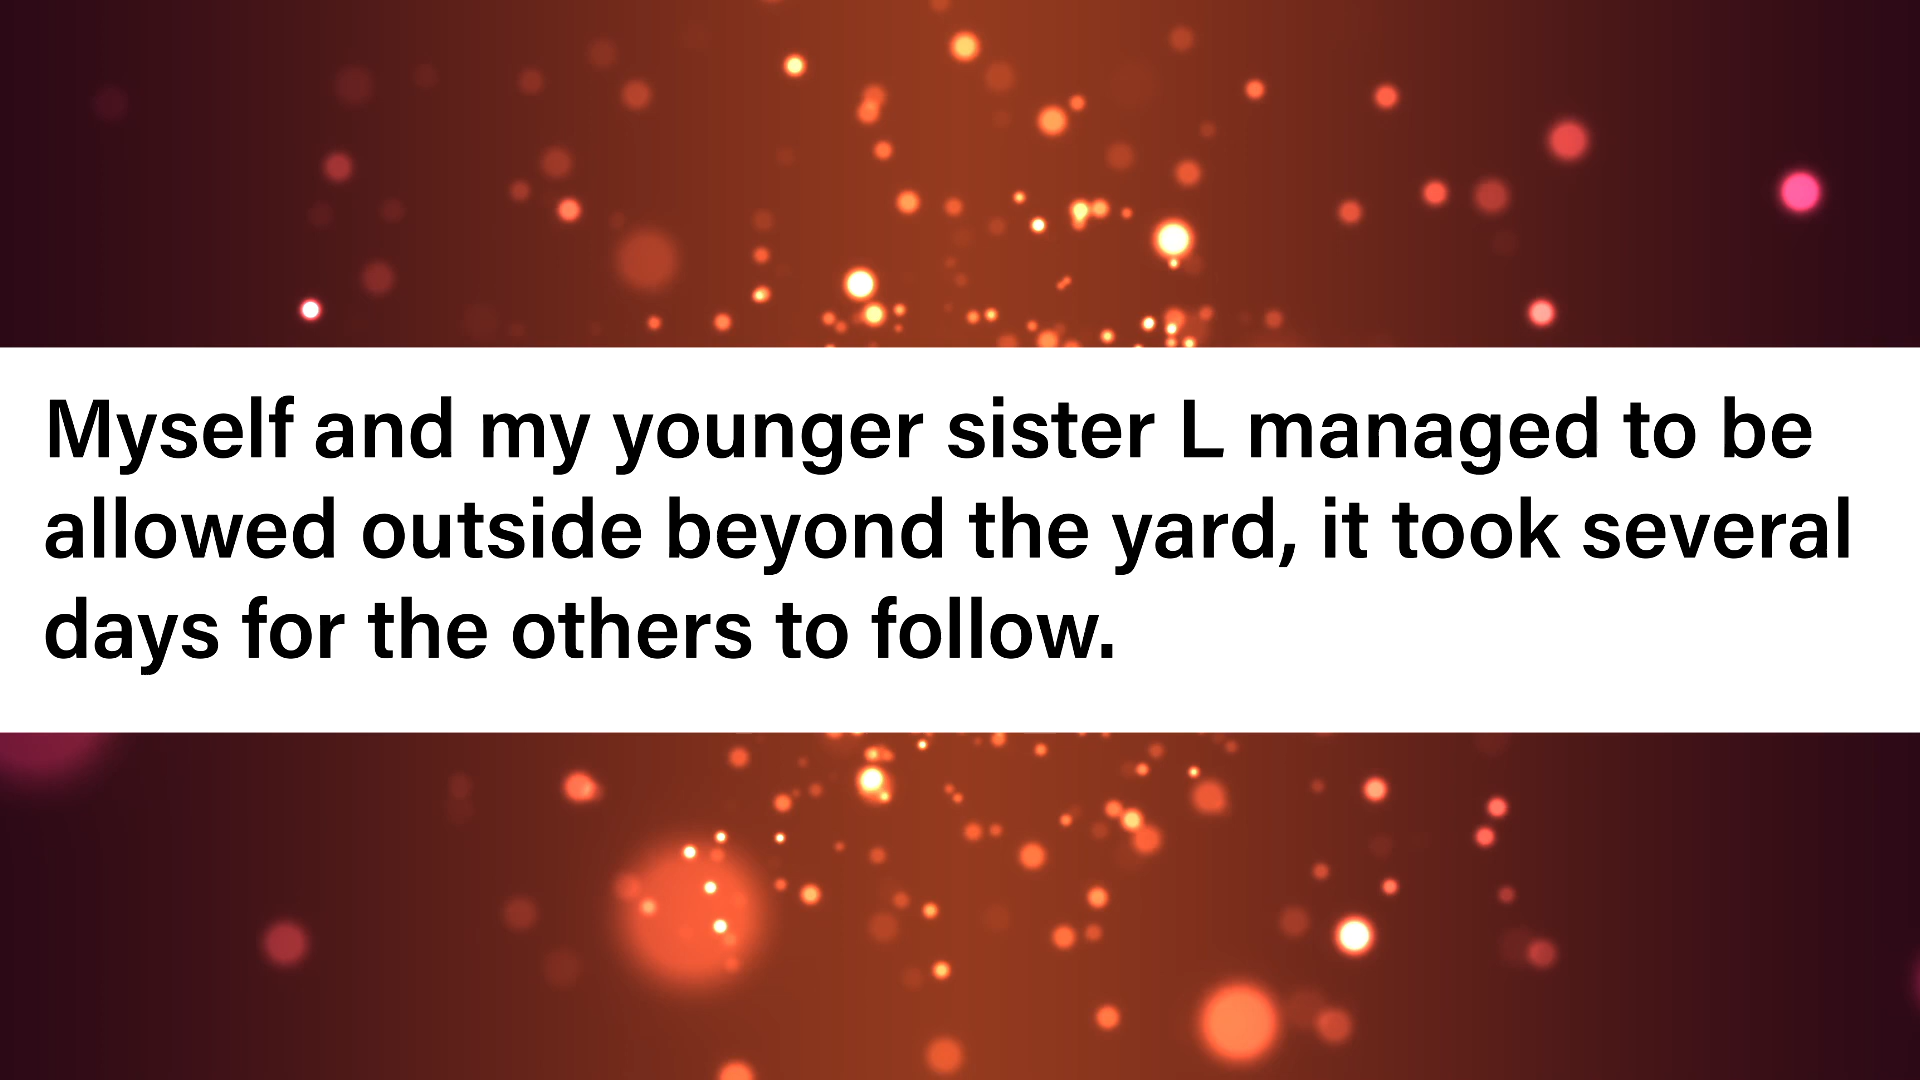 Myself and my younger sister L managed to be
allowed outside beyond the yard, it took several
days for the others to follow.